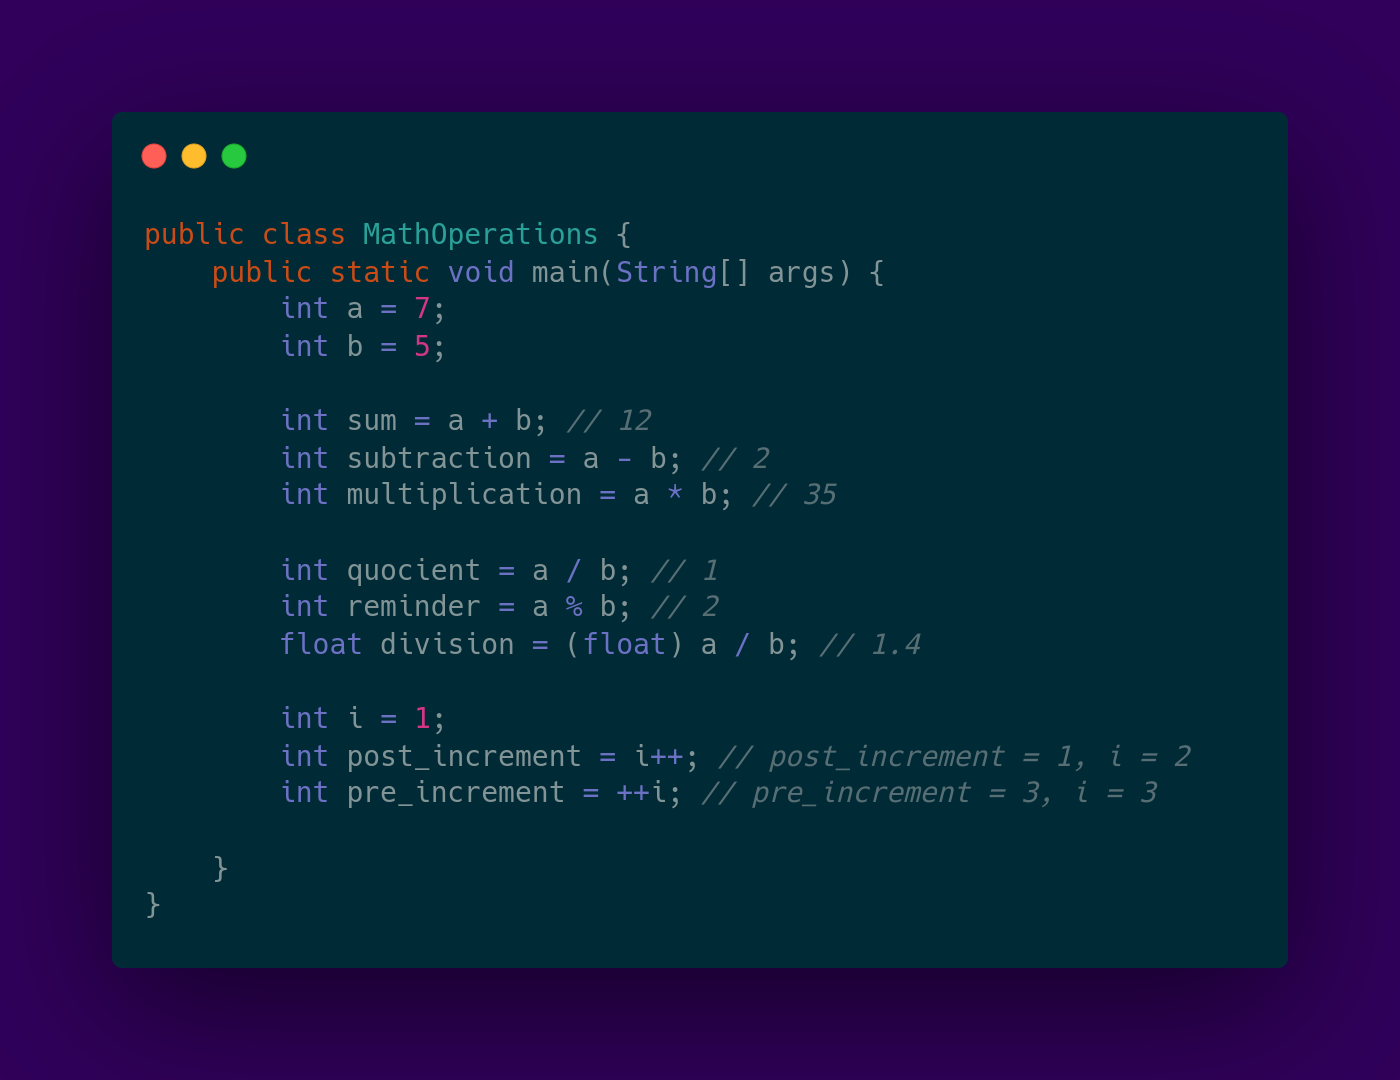 public class MathOperations {
    public static void main(String[] args) {
        int a = 7;
        int b = 5;

        int sum = a + b; // 12
        int subtraction = a - b; // 2
        int multiplication = a * b; // 35

        int quocient = a / b; // 1
        int reminder = a % b; // 2
        float division = (float) a / b; // 1.4

        int i = 1;
        int post_increment = i++; // post_increment = 1, i = 2
        int pre_increment = ++i; // pre_increment = 3, i = 3

    }
}